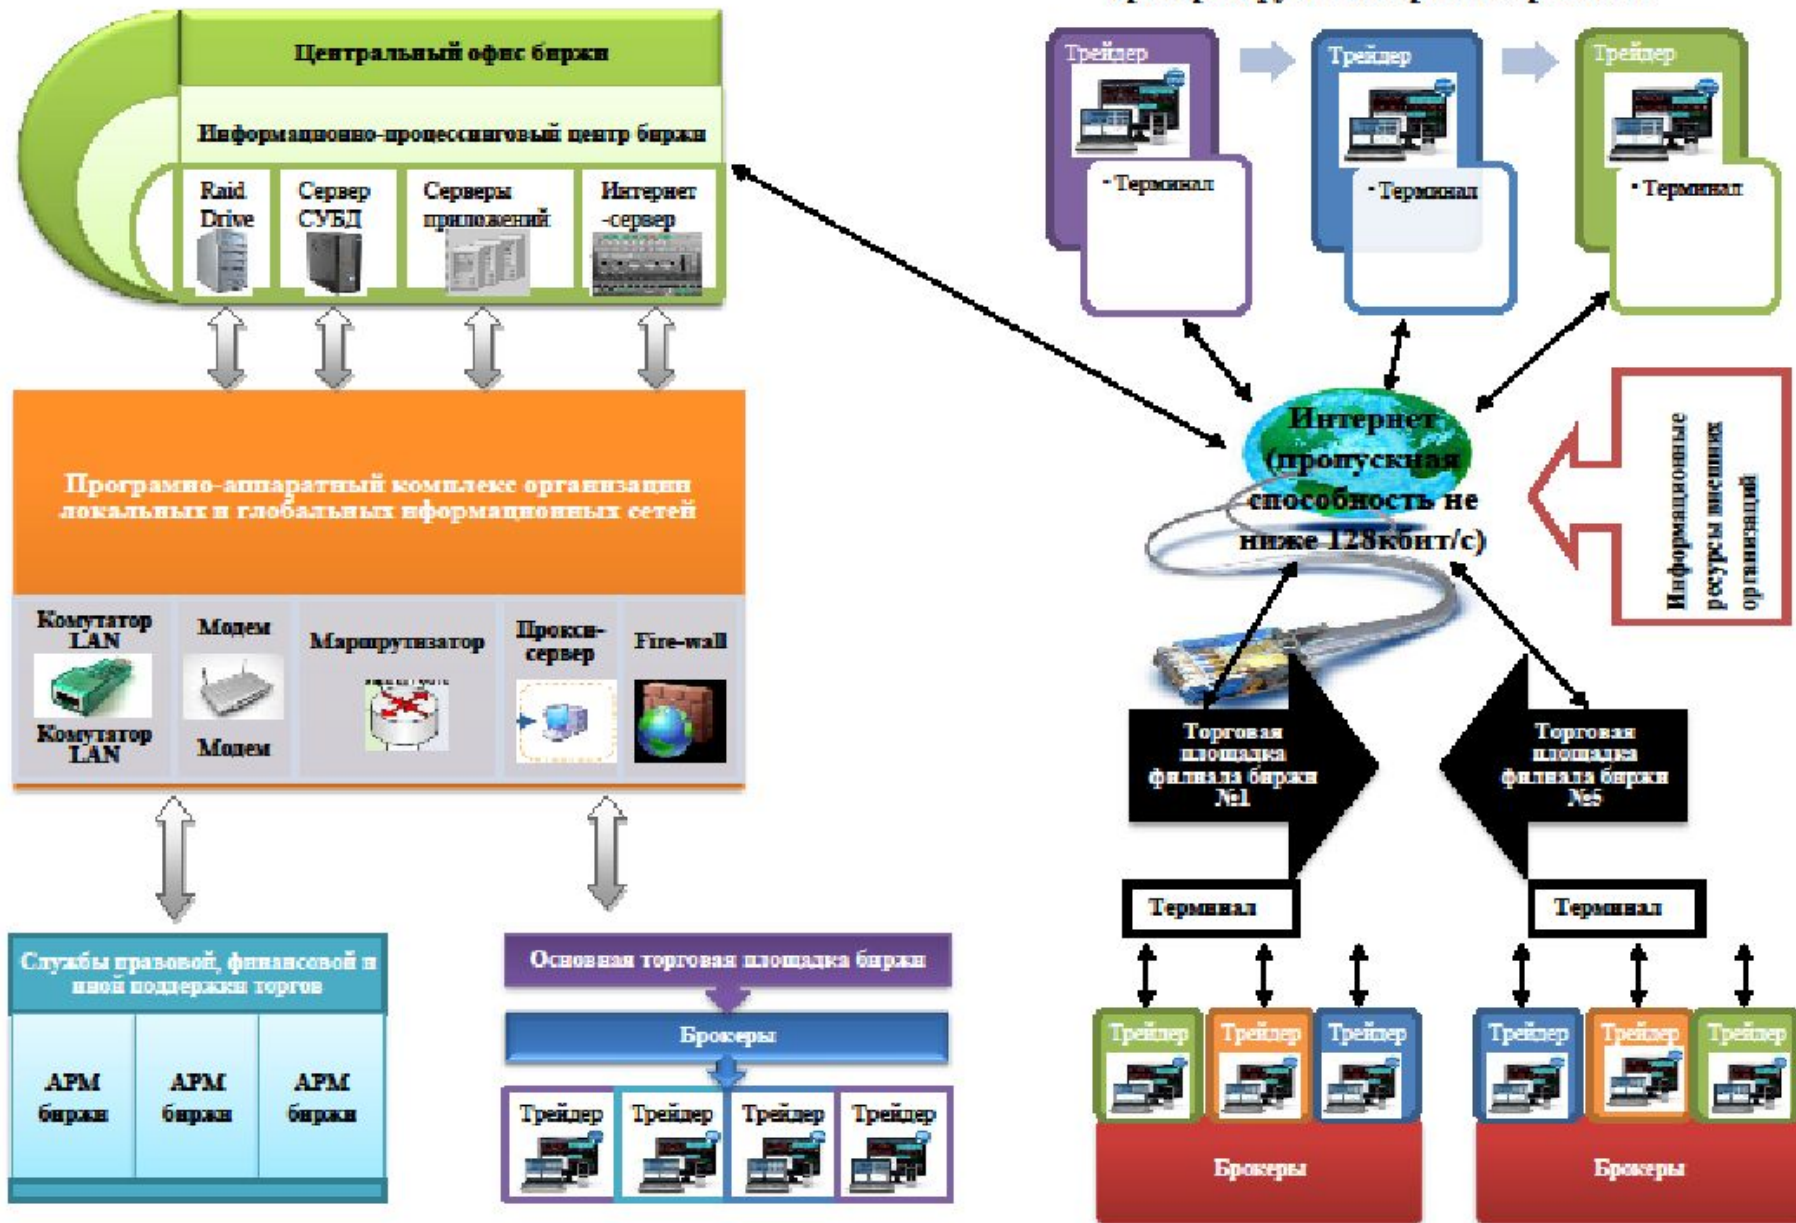 Центральный офис биржи
Информационно-процессинговый центр биржи
Raid
Drive
Сервер
СУБД
Серверы
приложений
Интернет
-сервер
Програмно-аппаратный комплекс организации
локальных и глобальных нформационных сетей
Комутатор
LAN
Комутатор
LAN
Модем
Модем
Маршрутизатор
Прокси-
сервер
Fire-wall
Службы правовой, финансовой и
иной поддержки торгов
АРМ
биржи
АРМ
биржи
АРМ
биржи
Основная торговая площадка биржи
Брокеры
Трейдер
Трейдер
Трейдер
Трейдер
Трейдер
• Терминал
Трейдер
• Терминал
Трейдер
• Терминал
Интернет
(пропускная
способность не
ниже 128кбит/с)
Информационные
ресурсы внешних
организаций
Торговая
площадка
филиала биржи
№1
Торговая
площадка
филиала биржи
№5
Терминал
Терминал
Трейдер
Трейдер
Трейдер
Брокеры
Трейдер
Трейдер
Трейдер
Брокеры